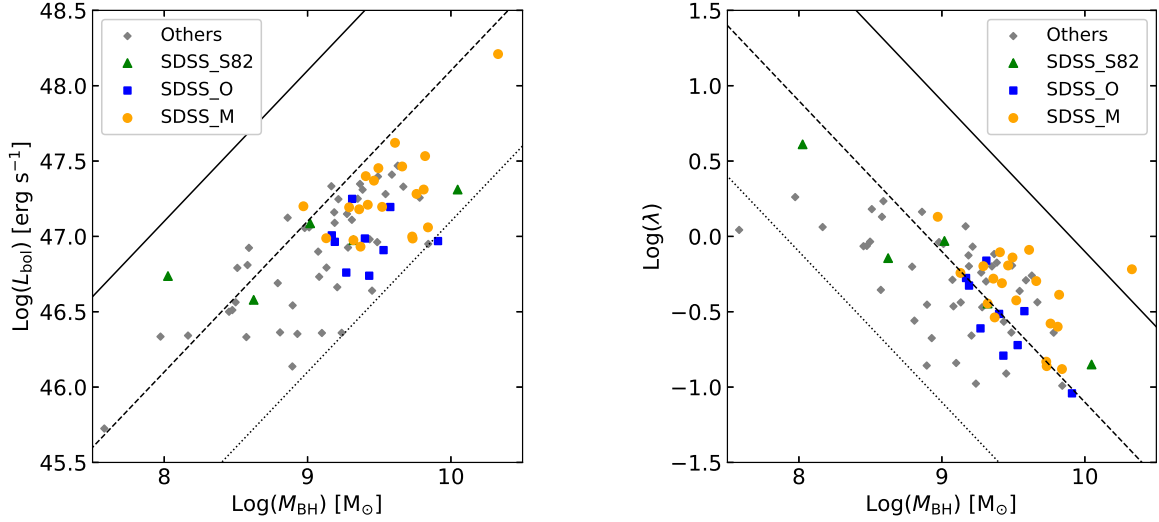 48.5
48.0
47.5
47.0
46.5
46.0
45.5
Log(L_bol) [erg s⁻¹]
Others
SDSS_S82
SDSS_O
SDSS_M
8 9 10
Log(M_BH) [M_⊙]
1.5
1.0
0.5
0.0
−0.5
−1.0
−1.5
Log(λ)
Others
SDSS_S82
SDSS_O
SDSS_M
8 9 10
Log(M_BH) [M_⊙]